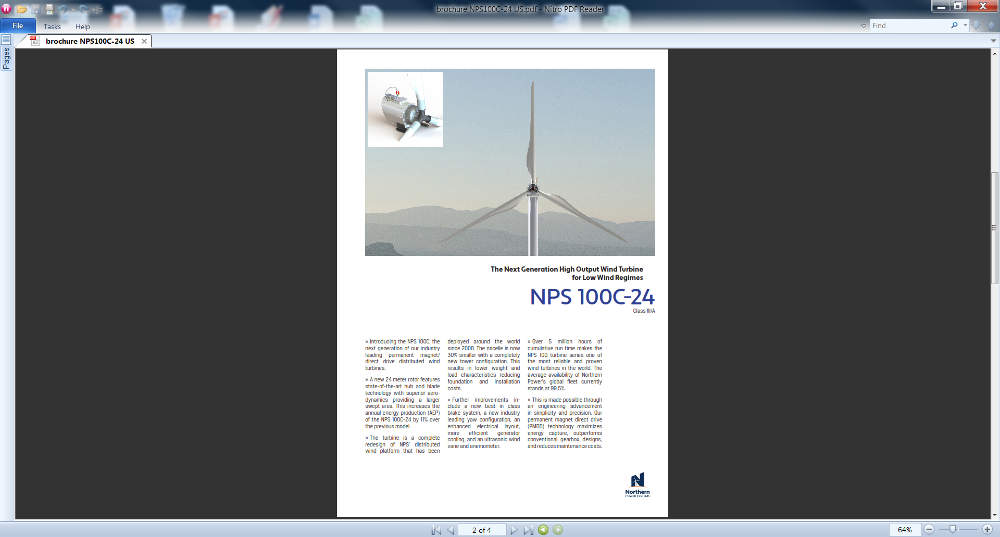 brochure NPS100C-24 US.pdf - Nitro PDF Reader
File
Tasks
Help
Find
brochure NPS100C-24 US
Pages
The Next Generation High Output Wind Turbine
for Low Wind Regimes
NPS 100C-24
Class III/A
» Introducing the NPS 100C, the
next generation of our industry
leading permanent magnet/
direct drive distributed wind
turbines.
» A new 24 meter rotor features
state-of-the-art hub and blade
technology with superior aero-
dynamics providing a larger
swept area. This increases the
annual energy production (AEP)
of the NPS 100C-24 by 11% over
the previous model.
» The turbine is a complete
redesign of NPS' distributed
wind platform that has been
deployed around the world
since 2008. The nacelle is now
30% smaller with a completely
new tower configuration. This
results in lower weight and
load characteristics reducing
foundation and installation
costs.
» Further improvements in-
clude a new best in class
brake system, a new industry
leading yaw configuration, an
enhanced electrical layout,
more efficient generator
cooling, and an ultrasonic wind
vane and anemometer.
» Over 5 million hours of
cumulative run time makes the
NPS 100 turbine series one of
the most reliable and proven
wind turbines in the world. The
average availability of Northern
Power's global fleet currently
stands at 99.5%.
» This is made possible through
an engineering advancement
in simplicity and precision. Our
permanent magnet direct drive
(PMDD) technology maximizes
energy capture, outperforms
conventional gearbox designs,
and reduces maintenance costs.
Northern
POWER SYSTEMS
2 of 4
64%